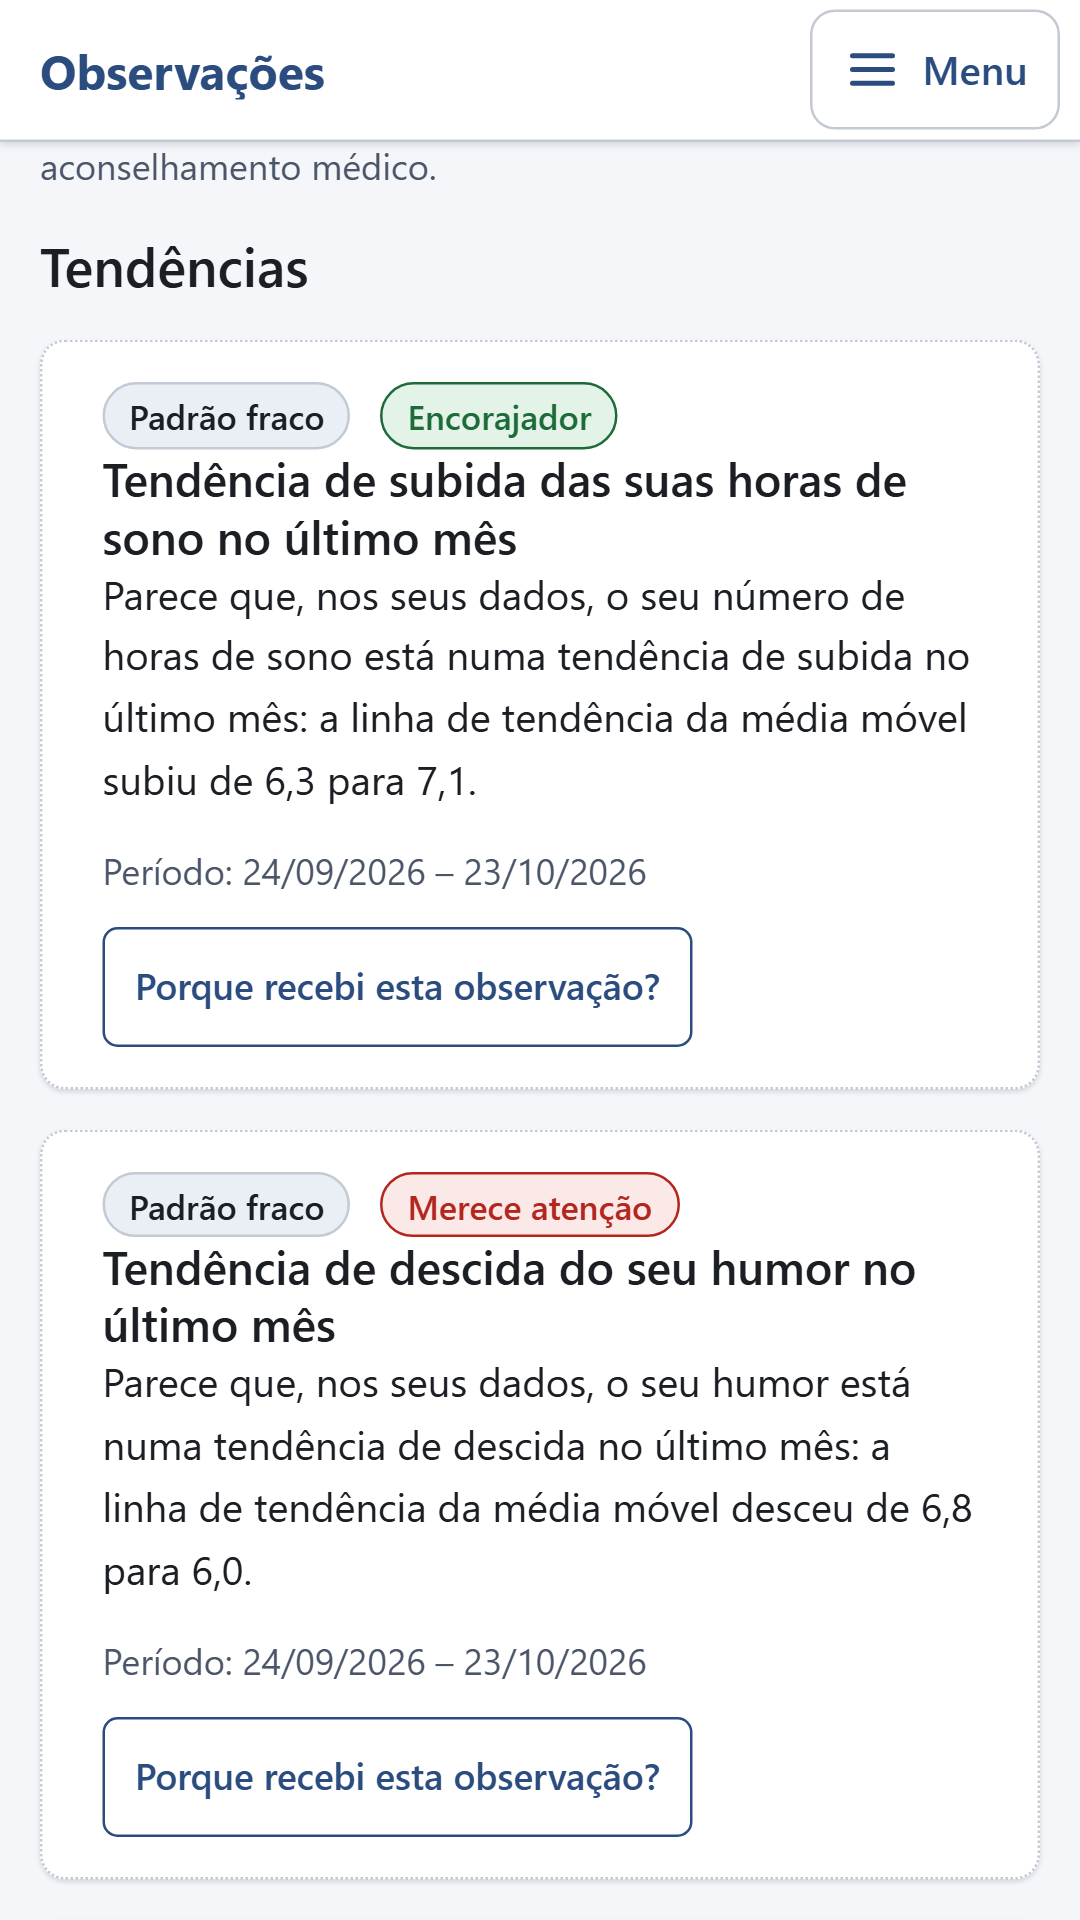 Observações
Menu
aconselhamento médico.
Tendências
Padrão fraco
Encorajador
Tendência de subida das suas horas de
sono no último mês
Parece que, nos seus dados, o seu número de
horas de sono está numa tendência de subida no
último mês: a linha de tendência da média móvel
subiu de 6,3 para 7,1.
Período: 24/09/2026 – 23/10/2026
Porque recebi esta observação?
Padrão fraco
Merece atenção
Tendência de descida do seu humor no
último mês
Parece que, nos seus dados, o seu humor está
numa tendência de descida no último mês: a
linha de tendência da média móvel desceu de 6,8
para 6,0.
Período: 24/09/2026 – 23/10/2026
Porque recebi esta observação?